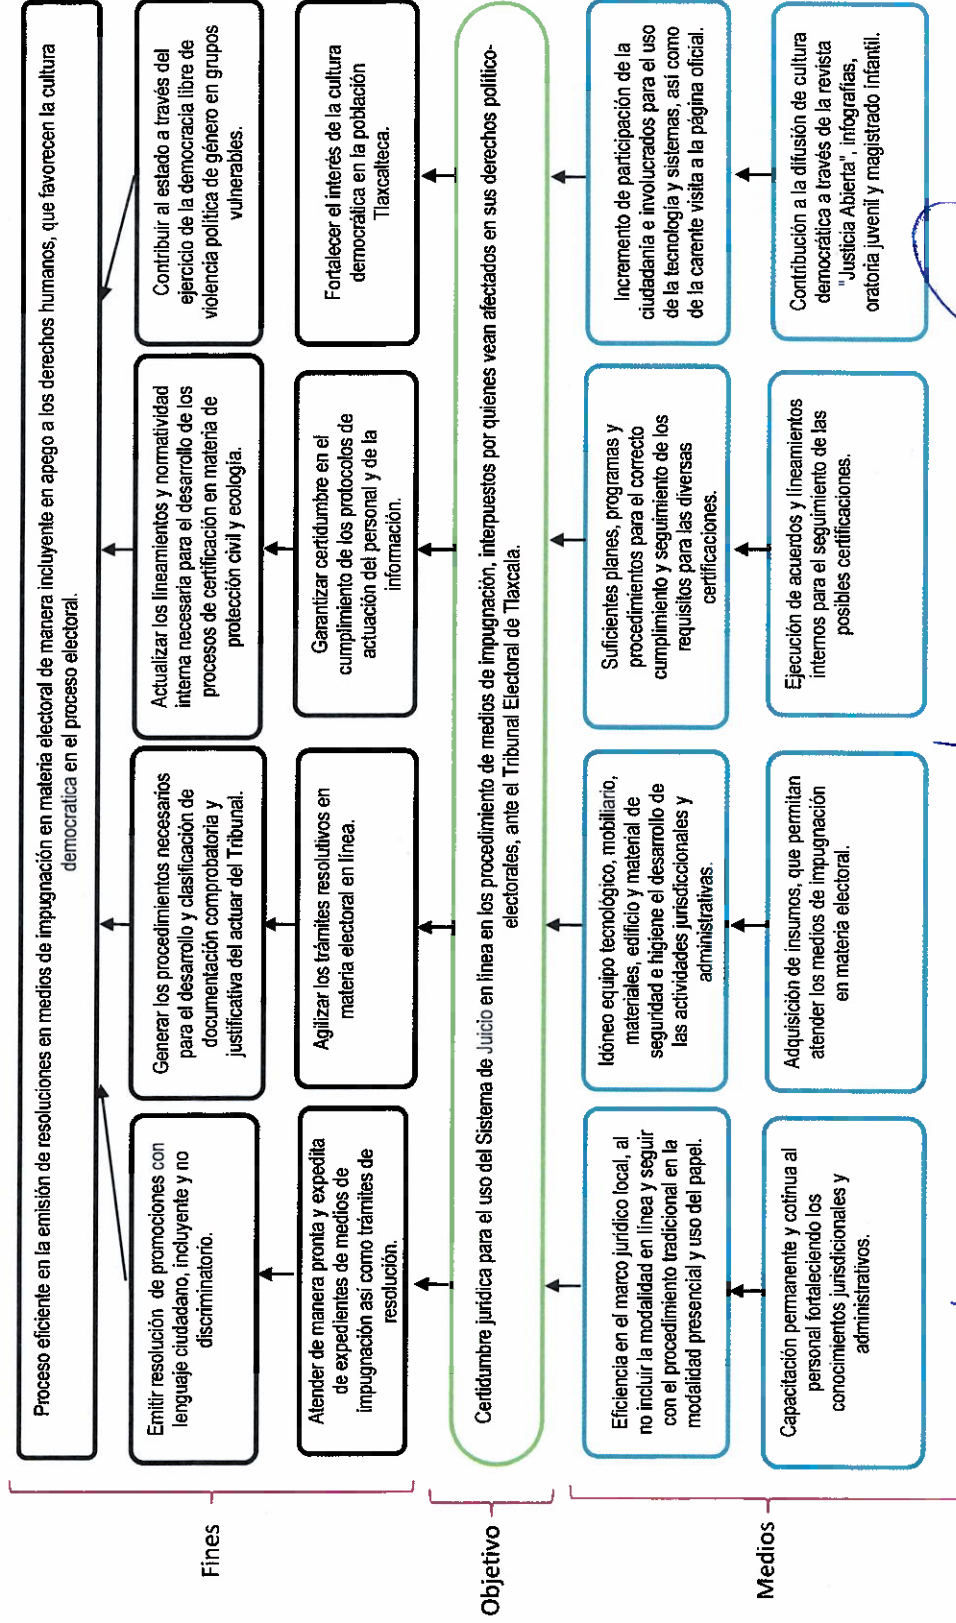 Proceso eficiente en la emisión de resoluciones en medios de impugnación en materia electoral de manera incluyente en apego a los derechos humanos, que favorecen la cultura
democratica en el proceso electoral.
Fines
Emitir resolución de promociones con
lenguaje ciudadano, incluyente y no
discriminatorio.
Generar los procedimientos necesarios
para el desarrollo y clasificación de
documentación comprobatoria y
justificativa del actuar del Tribunal.
Actualizar los lineamientos y normatividad
interna necesaria para el desarrollo de los
procesos de certificación en materia de
protección civil y ecología.
Contribuir al estado a través del
ejercicio de la democracia libre de
violencia política de género en grupos
vulnerables.
Atender de manera pronta y expedita
de expedientes de medios de
impugnación así como trámites de
resolución.
Agilizar los trámites resolutivos en
materia electoral en línea.
Garantizar certidumbre en el
cumplimiento de los protocolos de
actuación del personal y de la
información.
Fortalecer el interés de la cultura
democrática en la población
Tlaxcalteca.
Objetivo
Certidumbre jurídica para el uso del Sistema de Juicio en línea en los procedimiento de medios de impugnación, interpuestos por quienes vean afectados en sus derechos político-
electorales, ante el Tribunal Electoral de Tlaxcala.
Medios
Eficiencia en el marco jurídico local, al
no incluir la modalidad en línea y seguir
con el procedimiento tradicional en la
modalidad presencial y uso del papel.
Idóneo equipo tecnológico, mobiliario,
materiales, edificio y material de
seguridad e higiene el desarrollo de
las actividades jurisdiccionales y
administrativas.
Suficientes planes, programas y
procedimientos para el correcto
cumplimiento y seguimiento de los
requisitos para las diversas
certificaciones.
Incremento de participación de la
ciudadanía e involucrados para el uso
de la tecnología y sistemas, así como
de la carente visita a la página oficial.
Capacitación permanente y cotinua al
personal fortaleciendo los
conocimientos jurisdicionales y
administrativos.
Adquisición de insumos, que permitan
atender los medios de impugnación
en materia electoral.
Ejecución de acuerdos y lineamientos
internos para el seguimiento de las
posibles certificaciones.
Contribución a la difusión de cultura
democrática a través de la revista
" Justicia Abierta", infografías,
oratoria juvenil y magistrado infantil.